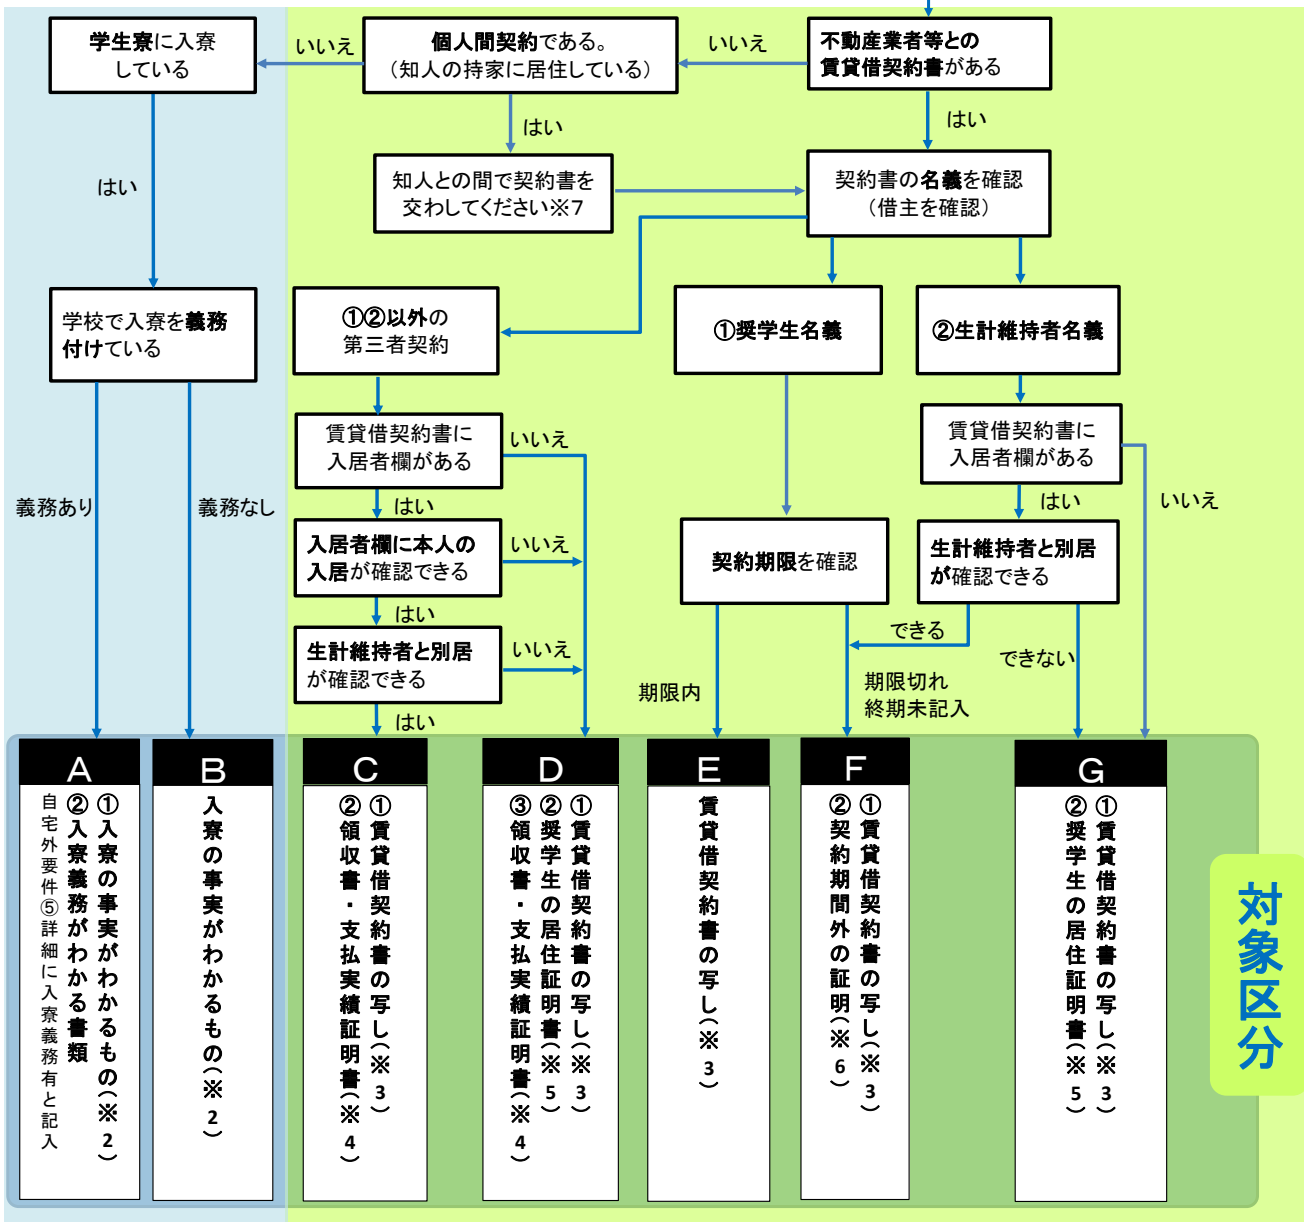 学生寮に入寮
している
いいえ
個人間契約である。
（知人の持家に居住している）
いいえ
不動産業者等との
賃貸借契約書がある
はい
はい
はい
知人との間で契約書を
交わしてください※7
契約書の名義を確認
（借主を確認）
学校で入寮を義務
付けている
①②以外の
第三者契約
①奨学生名義
②生計維持者名義
賃貸借契約書に
入居者欄がある
いいえ
賃貸借契約書に
入居者欄がある
義務あり
義務なし
はい
はい
いいえ
入居者欄に本人の
入居が確認できる
いいえ
契約期限を確認
生計維持者と別居
が確認できる
はい
できる
生計維持者と別居
が確認できる
いいえ
できない
期限内
期限切れ
終期未記入
はい
A
①入寮の事実がわかるもの（※2）
②入寮義務がわかる書類
自宅外要件⑤詳細に入寮義務有と記入
B
入寮の事実がわかるもの（※2）
C
①賃貸借契約書の写し（※3）
②領収書・支払実績証明書（※4）
D
①賃貸借契約書の写し（※3）
②奨学生の居住証明書（※5）
③領収書・支払実績証明書（※4）
E
賃貸借契約書の写し（※3）
F
①賃貸借契約書の写し（※3）
②契約期間外の証明（※6）
G
①賃貸借契約書の写し（※3）
②奨学生の居住証明書（※5）
対象区分